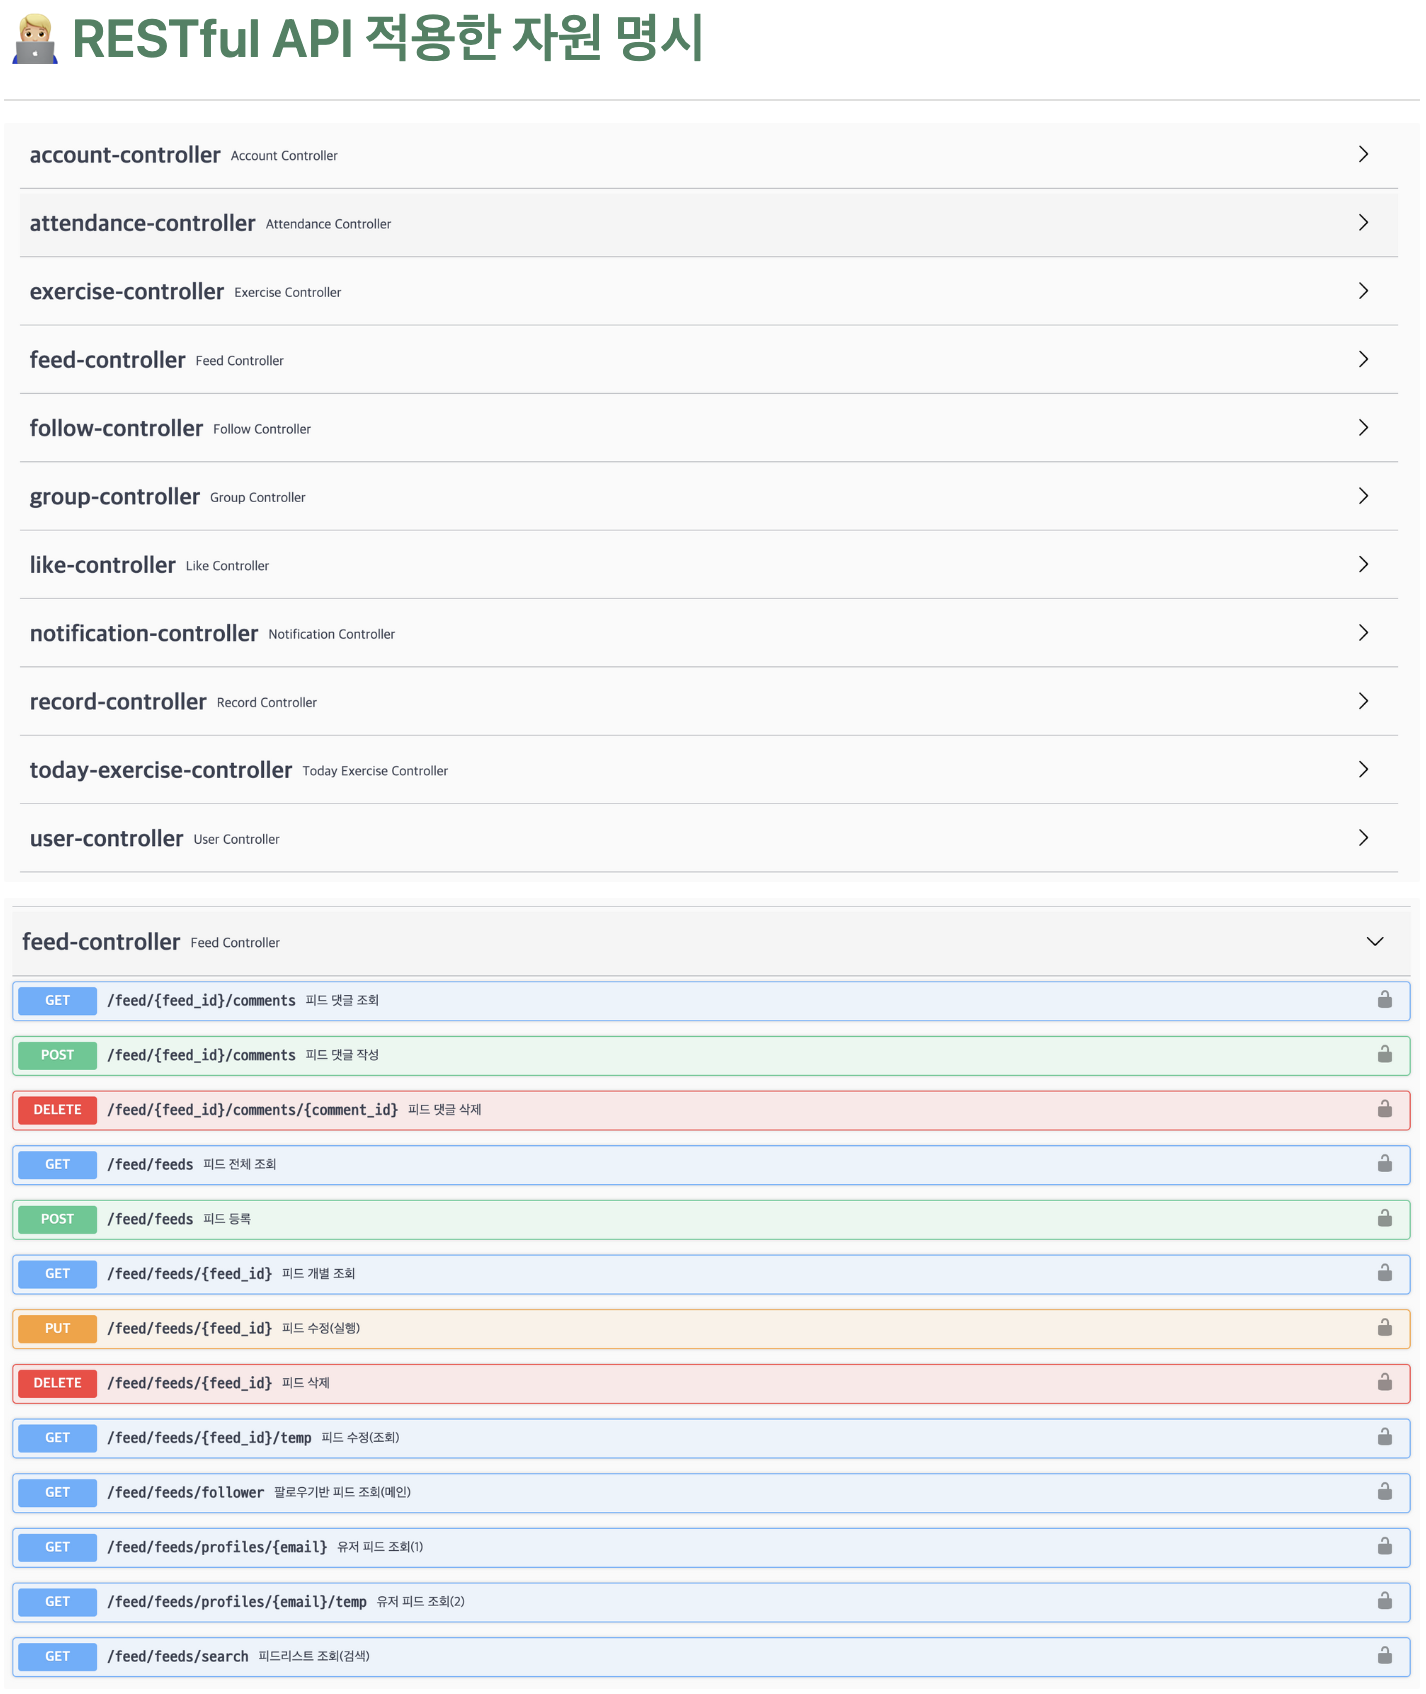 RESTful API 적용한 자원 명시
account-controller Account Controller
attendance-controller Attendance Controller
exercise-controller Exercise Controller
feed-controller Feed Controller
follow-controller Follow Controller
group-controller Group Controller
like-controller Like Controller
notification-controller Notification Controller
record-controller Record Controller
today-exercise-controller Today Exercise Controller
user-controller User Controller
feed-controller Feed Controller
GET /feed/{feed_id}/comments 피드 댓글 조회
POST /feed/{feed_id}/comments 피드 댓글 작성
DELETE /feed/{feed_id}/comments/{comment_id} 피드 댓글 삭제
GET /feed/feeds 피드 전체 조회
POST /feed/feeds 피드 등록
GET /feed/feeds/{feed_id} 피드 개별 조회
PUT /feed/feeds/{feed_id} 피드 수정(실행)
DELETE /feed/feeds/{feed_id} 피드 삭제
GET /feed/feeds/{feed_id}/temp 피드 수정(조회)
GET /feed/feeds/follower 팔로우기반 피드 조회(메인)
GET /feed/feeds/profiles/{email} 유저 피드 조회(1)
GET /feed/feeds/profiles/{email}/temp 유저 피드 조회(2)
GET /feed/feeds/search 피드리스트 조회(검색)